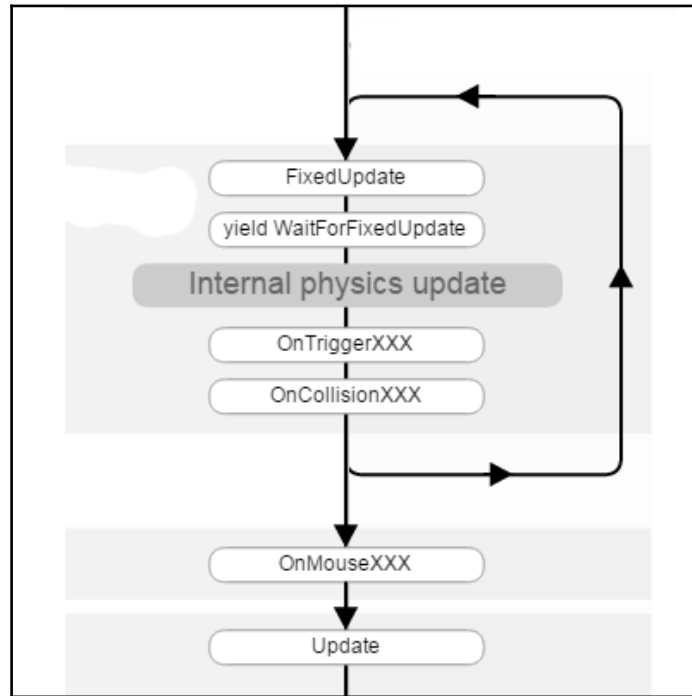 FixedUpdate
yield WaitForFixedUpdate
Internal physics update
OnTriggerXXX
OnCollisionXXX
OnMouseXXX
Update